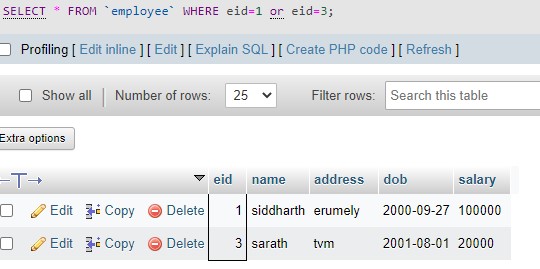 SELECT * FROM `employee` WHERE eid=1 or eid=3;
Profiling [ Edit inline ] [ Edit ] [ Explain SQL ] [ Create PHP code ] [ Refresh ]
Show all Number of rows: 25 Filter rows: Search this table
Extra options
eid name address dob salary
Edit Copy Delete 1 siddharth erumely 2000-09-27 100000
Edit Copy Delete 3 sarath tvm 2001-08-01 20000